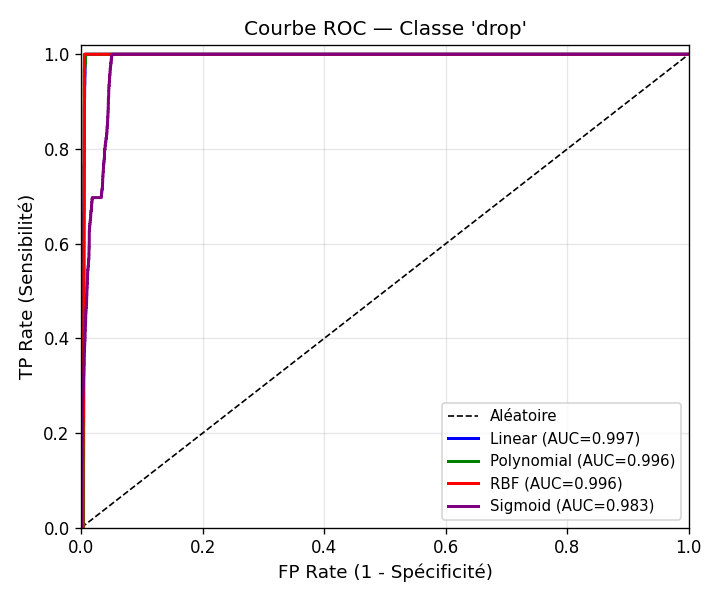 Courbe ROC — Classe 'drop'
TP Rate (Sensibilité)
1.0
0.8
0.6
0.4
0.2
0.0
Aléatoire
Linear (AUC=0.997)
Polynomial (AUC=0.996)
RBF (AUC=0.996)
Sigmoid (AUC=0.983)
0.0 0.2 0.4 0.6 0.8 1.0
FP Rate (1 - Spécificité)